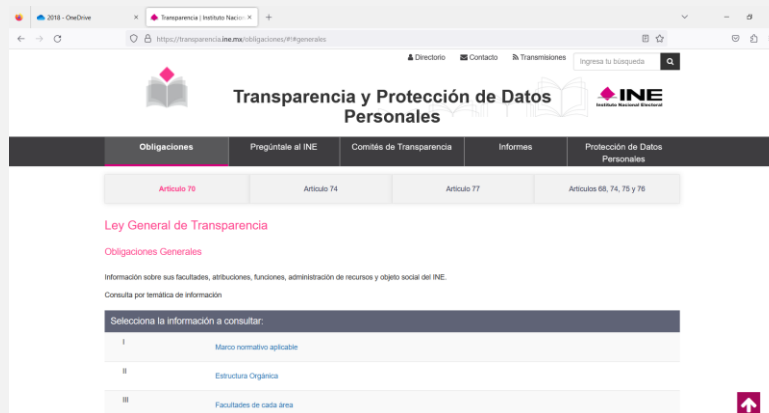 2018 - OneDrive
Transparencia | Instituto Nacion
https://transparencia.ine.mx/obligaciones/#!#generales
Directorio Contacto Transmisiones Ingresa tu búsqueda
Transparencia y Protección de Datos
Personales
INE
Instituto Nacional Electoral
Obligaciones Pregúntale al INE Comités de Transparencia Informes Protección de Datos
Personales
Artículo 70 Artículo 74 Artículo 77 Artículos 68, 74, 75 y 76
Ley General de Transparencia
Obligaciones Generales
Información sobre sus facultades, atribuciones, funciones, administración de recursos y objeto social del INE.
Consulta por temática de información
Selecciona la información a consultar:
I
Marco normativo aplicable
II
Estructura Orgánica
III
Facultades de cada área